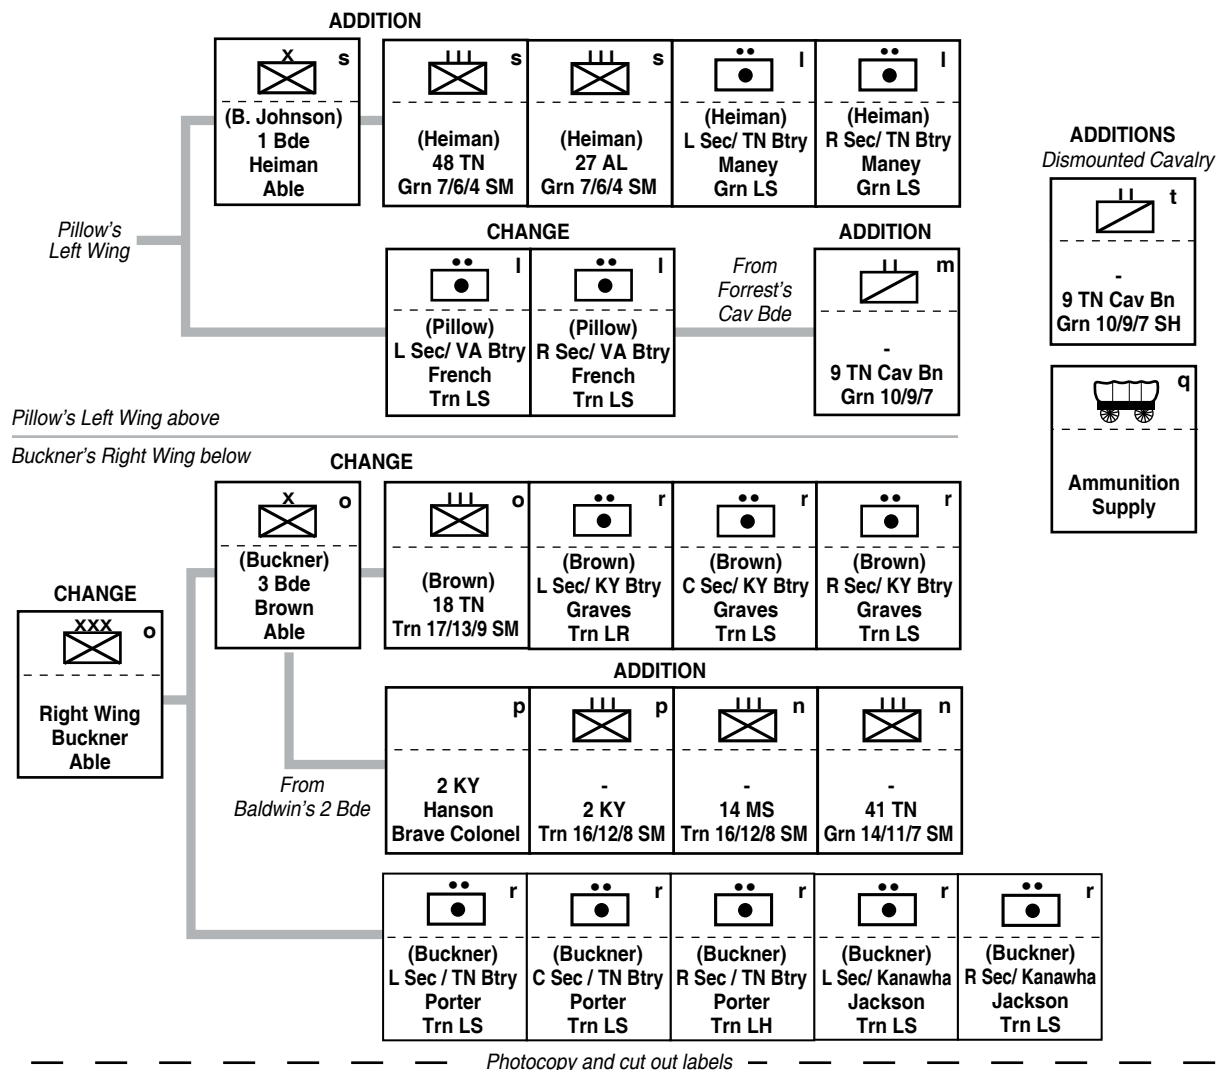 ADDITION
X s
(B. Johnson)
1 Bde
Heiman
Able
III s
(Heiman)
48 TN
Grn 7/6/4 SM
III s
(Heiman)
27 AL
Grn 7/6/4 SM
l
(Heiman)
L Sec/ TN Btry
Maney
Grn LS
l
(Heiman)
R Sec/ TN Btry
Maney
Grn LS
ADDITIONS
Dismounted Cavalry
II t
-
9 TN Cav Bn
Grn 10/9/7 SH
q
Ammunition
Supply
Pillow's
Left Wing
CHANGE
l
(Pillow)
L Sec/ VA Btry
French
Trn LS
l
(Pillow)
R Sec/ VA Btry
French
Trn LS
From
Forrest's
Cav Bde
ADDITION
II m
-
9 TN Cav Bn
Grn 10/9/7
Pillow's Left Wing above
Buckner's Right Wing below
CHANGE
XXX o
Right Wing
Buckner
Able
CHANGE
X o
(Buckner)
3 Bde
Brown
Able
III o
(Brown)
18 TN
Trn 17/13/9 SM
r
(Brown)
L Sec/ KY Btry
Graves
Trn LR
r
(Brown)
C Sec/ KY Btry
Graves
Trn LS
r
(Brown)
R Sec/ KY Btry
Graves
Trn LS
From
Baldwin's 2 Bde
ADDITION
p
2 KY
Hanson
Brave Colonel
III p
-
2 KY
Trn 16/12/8 SM
III n
-
14 MS
Trn 16/12/8 SM
III n
-
41 TN
Grn 14/11/7 SM
r
(Buckner)
L Sec / TN Btry
Porter
Trn LS
r
(Buckner)
C Sec / TN Btry
Porter
Trn LS
r
(Buckner)
R Sec / TN Btry
Porter
Trn LH
r
(Buckner)
L Sec/ Kanawha
Jackson
Trn LS
r
(Buckner)
R Sec/ Kanawha
Jackson
Trn LS
Photocopy and cut out labels